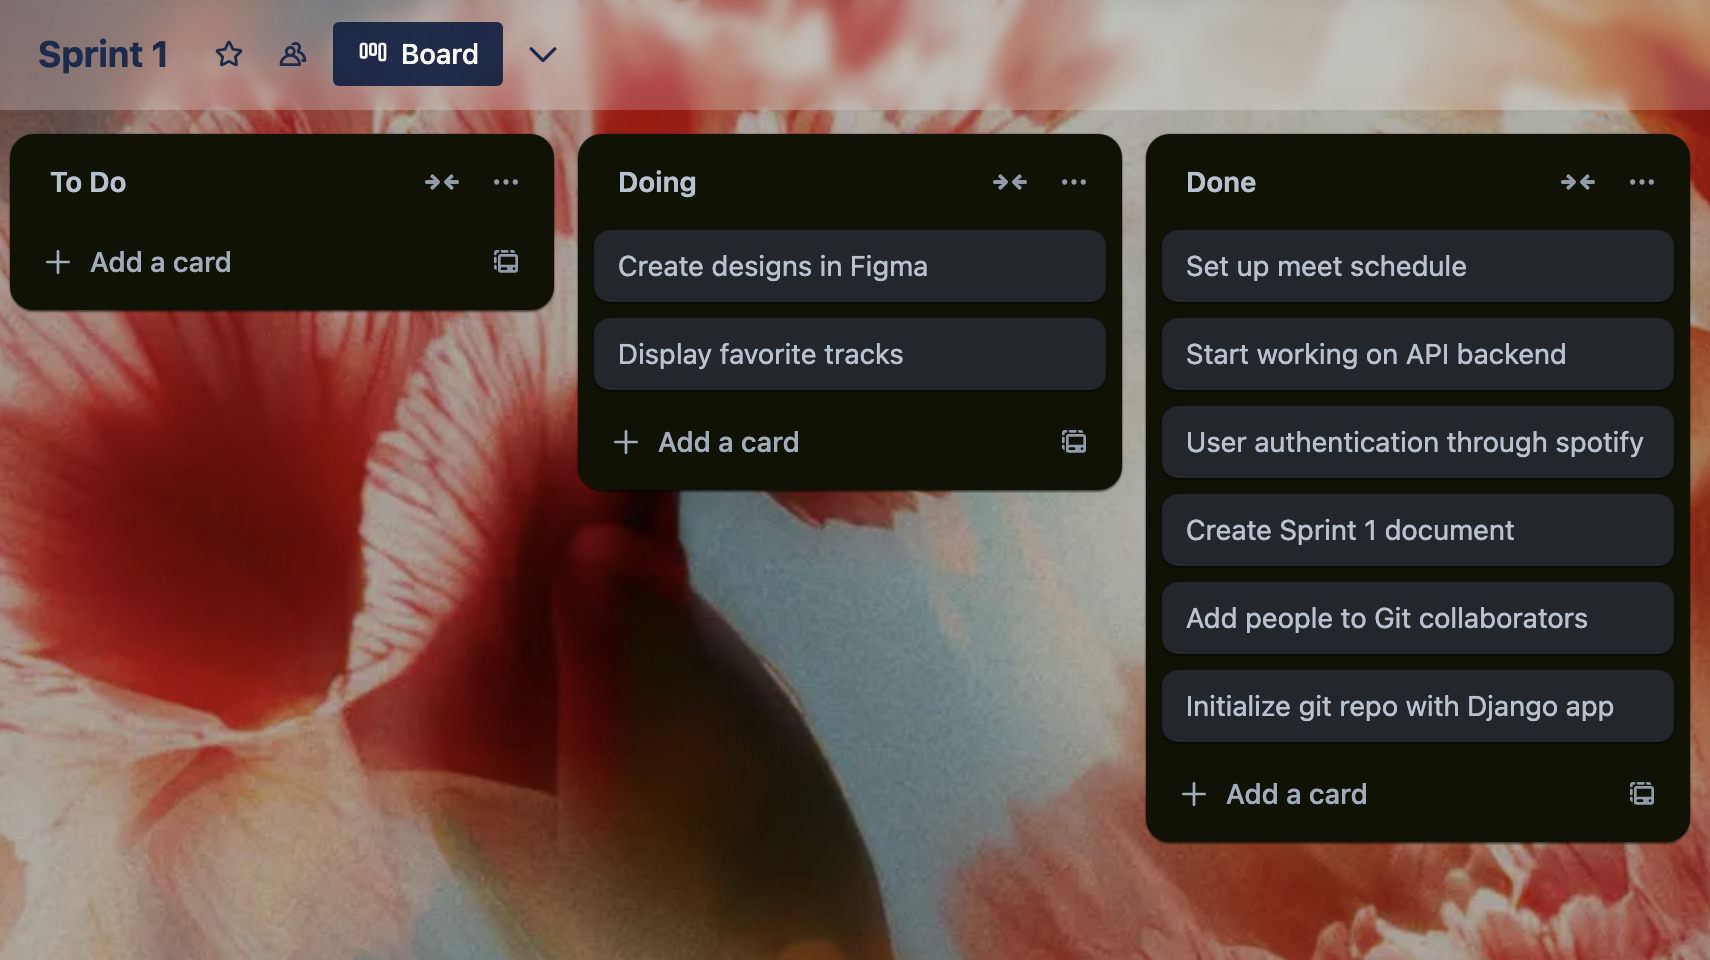 Sprint 1
Board
To Do
Add a card
Doing
Create designs in Figma
Display favorite tracks
Add a card
Done
Set up meet schedule
Start working on API backend
User authentication through spotify
Create Sprint 1 document
Add people to Git collaborators
Initialize git repo with Django app
Add a card